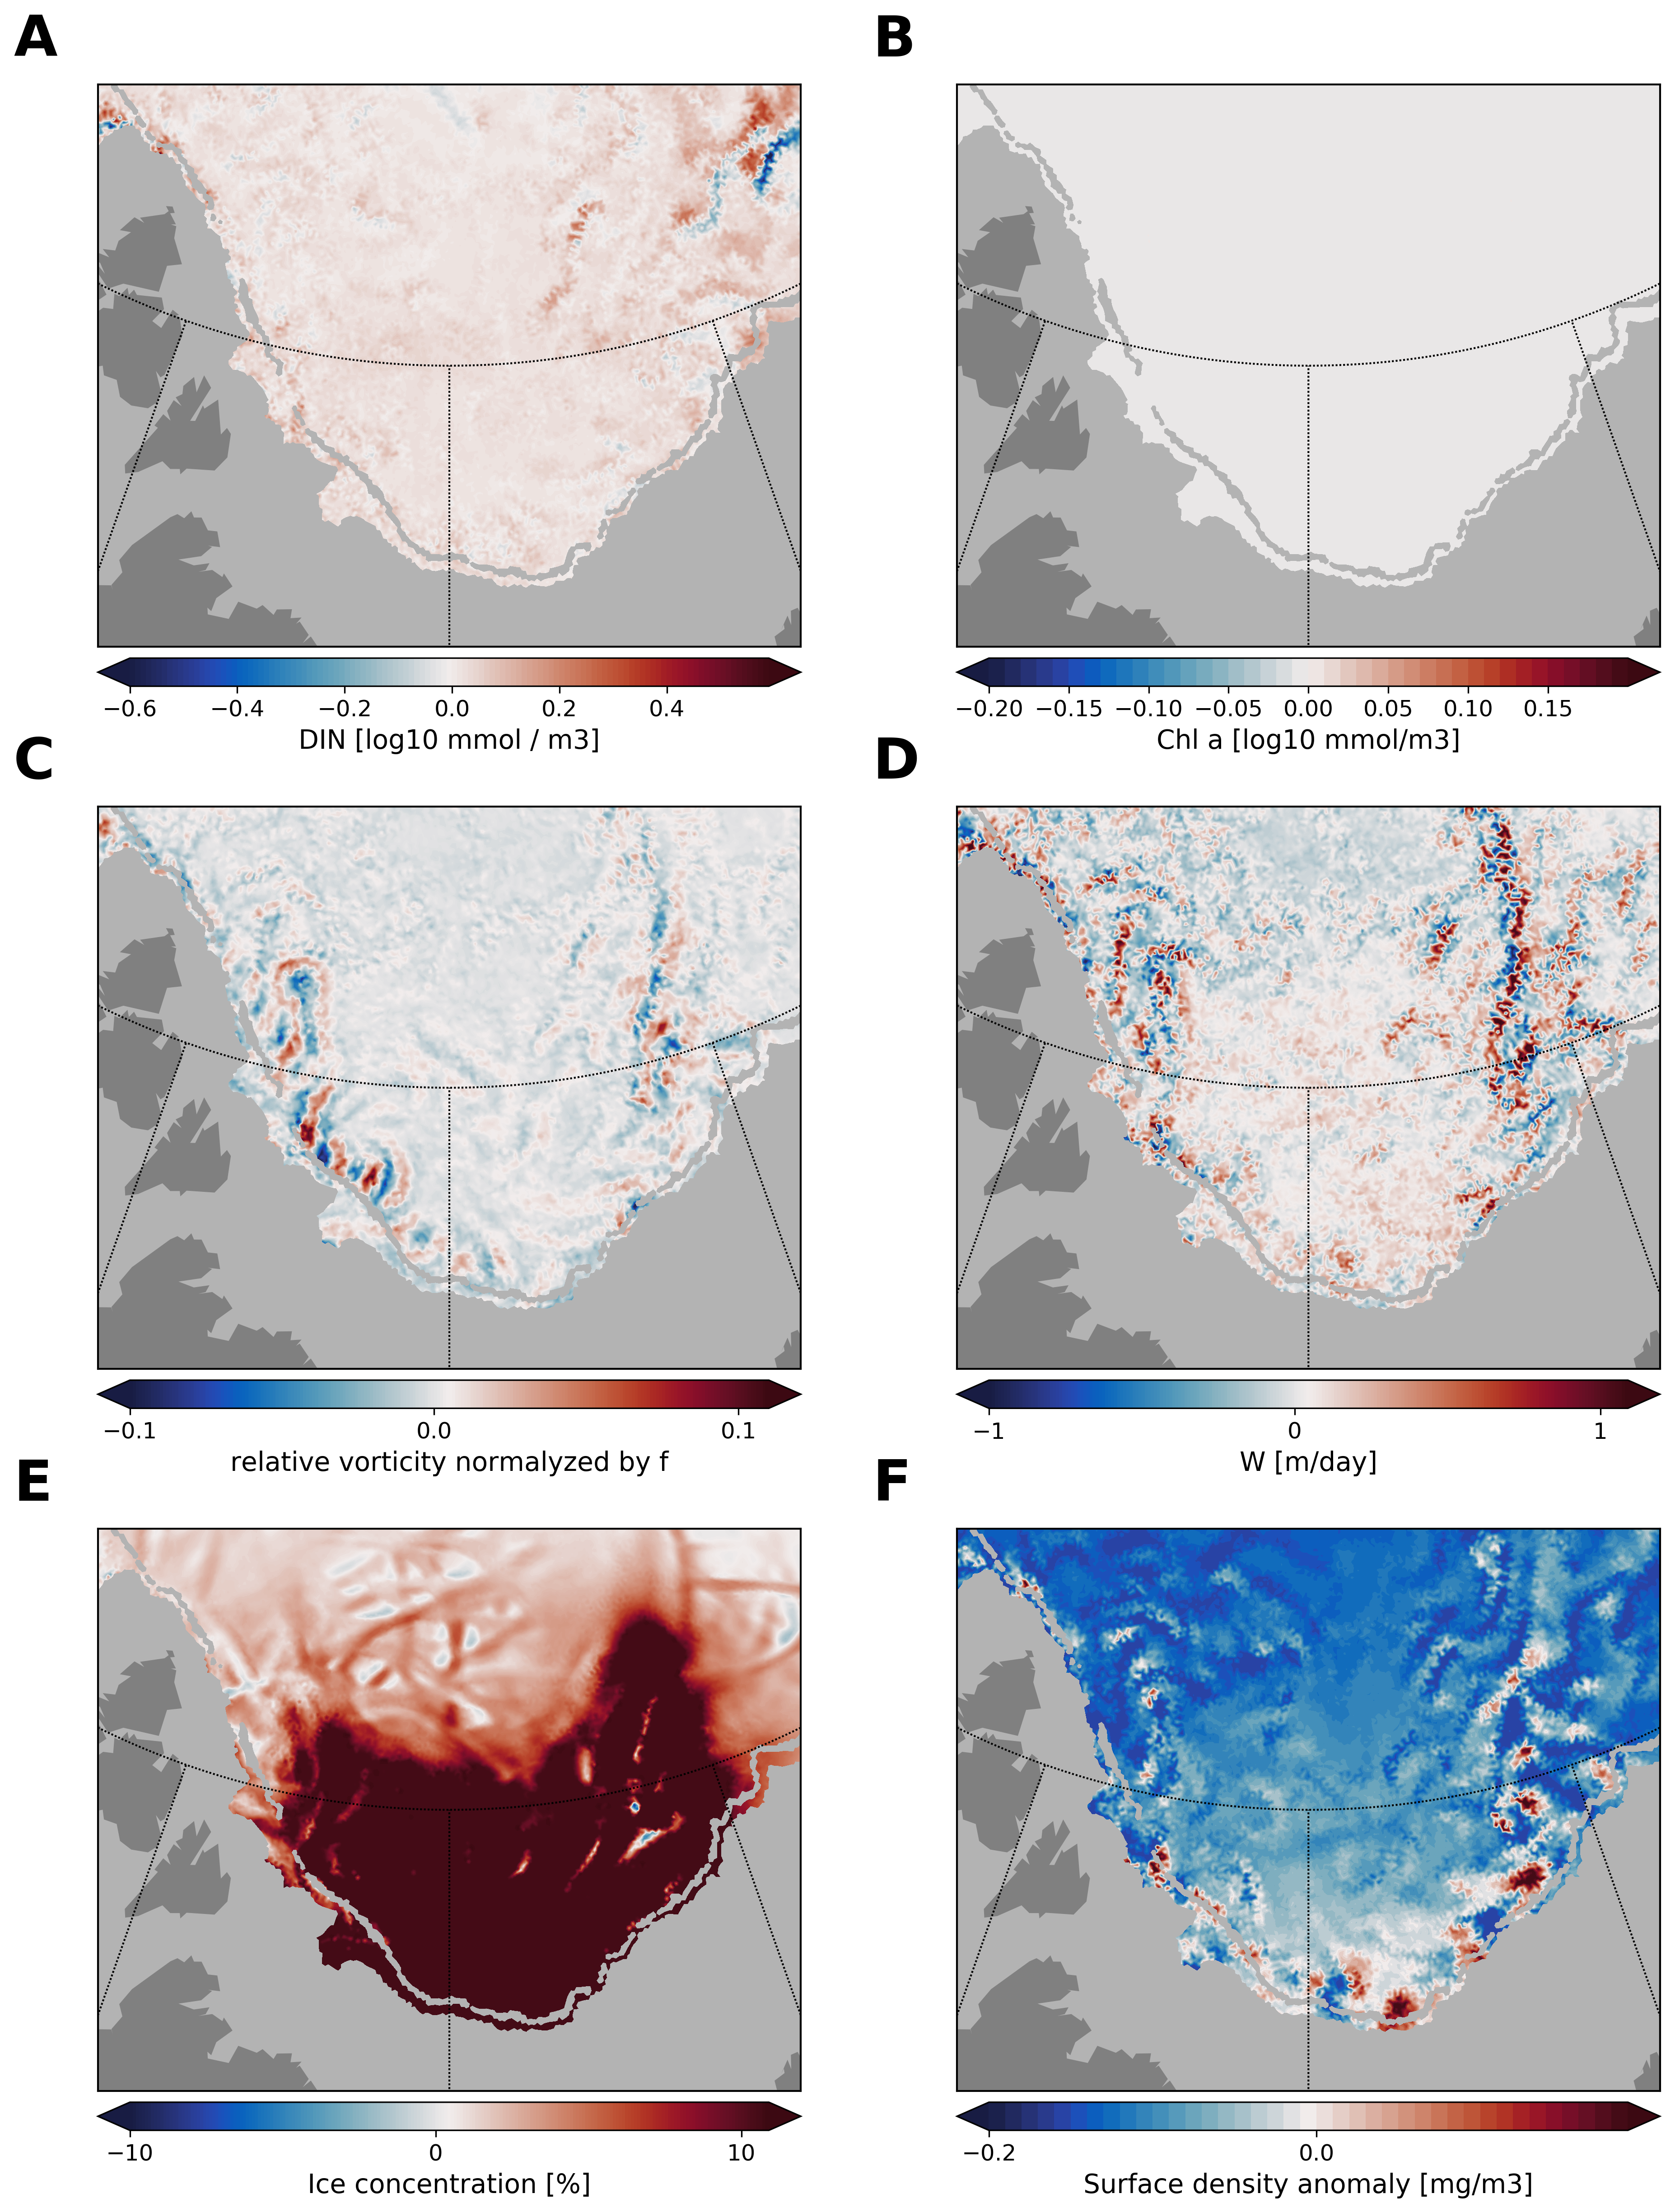 A
B
−0.6 −0.4 −0.2 0.0 0.2 0.4
DIN [log10 mmol / m3]
−0.20 −0.15 −0.10 −0.05 0.00 0.05 0.10 0.15
Chl a [log10 mmol/m3]
C
D
−0.1 0.0 0.1
relative vorticity normalyzed by f
−1 0 1
W [m/day]
E
F
−10 0 10
Ice concentration [%]
−0.2 0.0
Surface density anomaly [mg/m3]